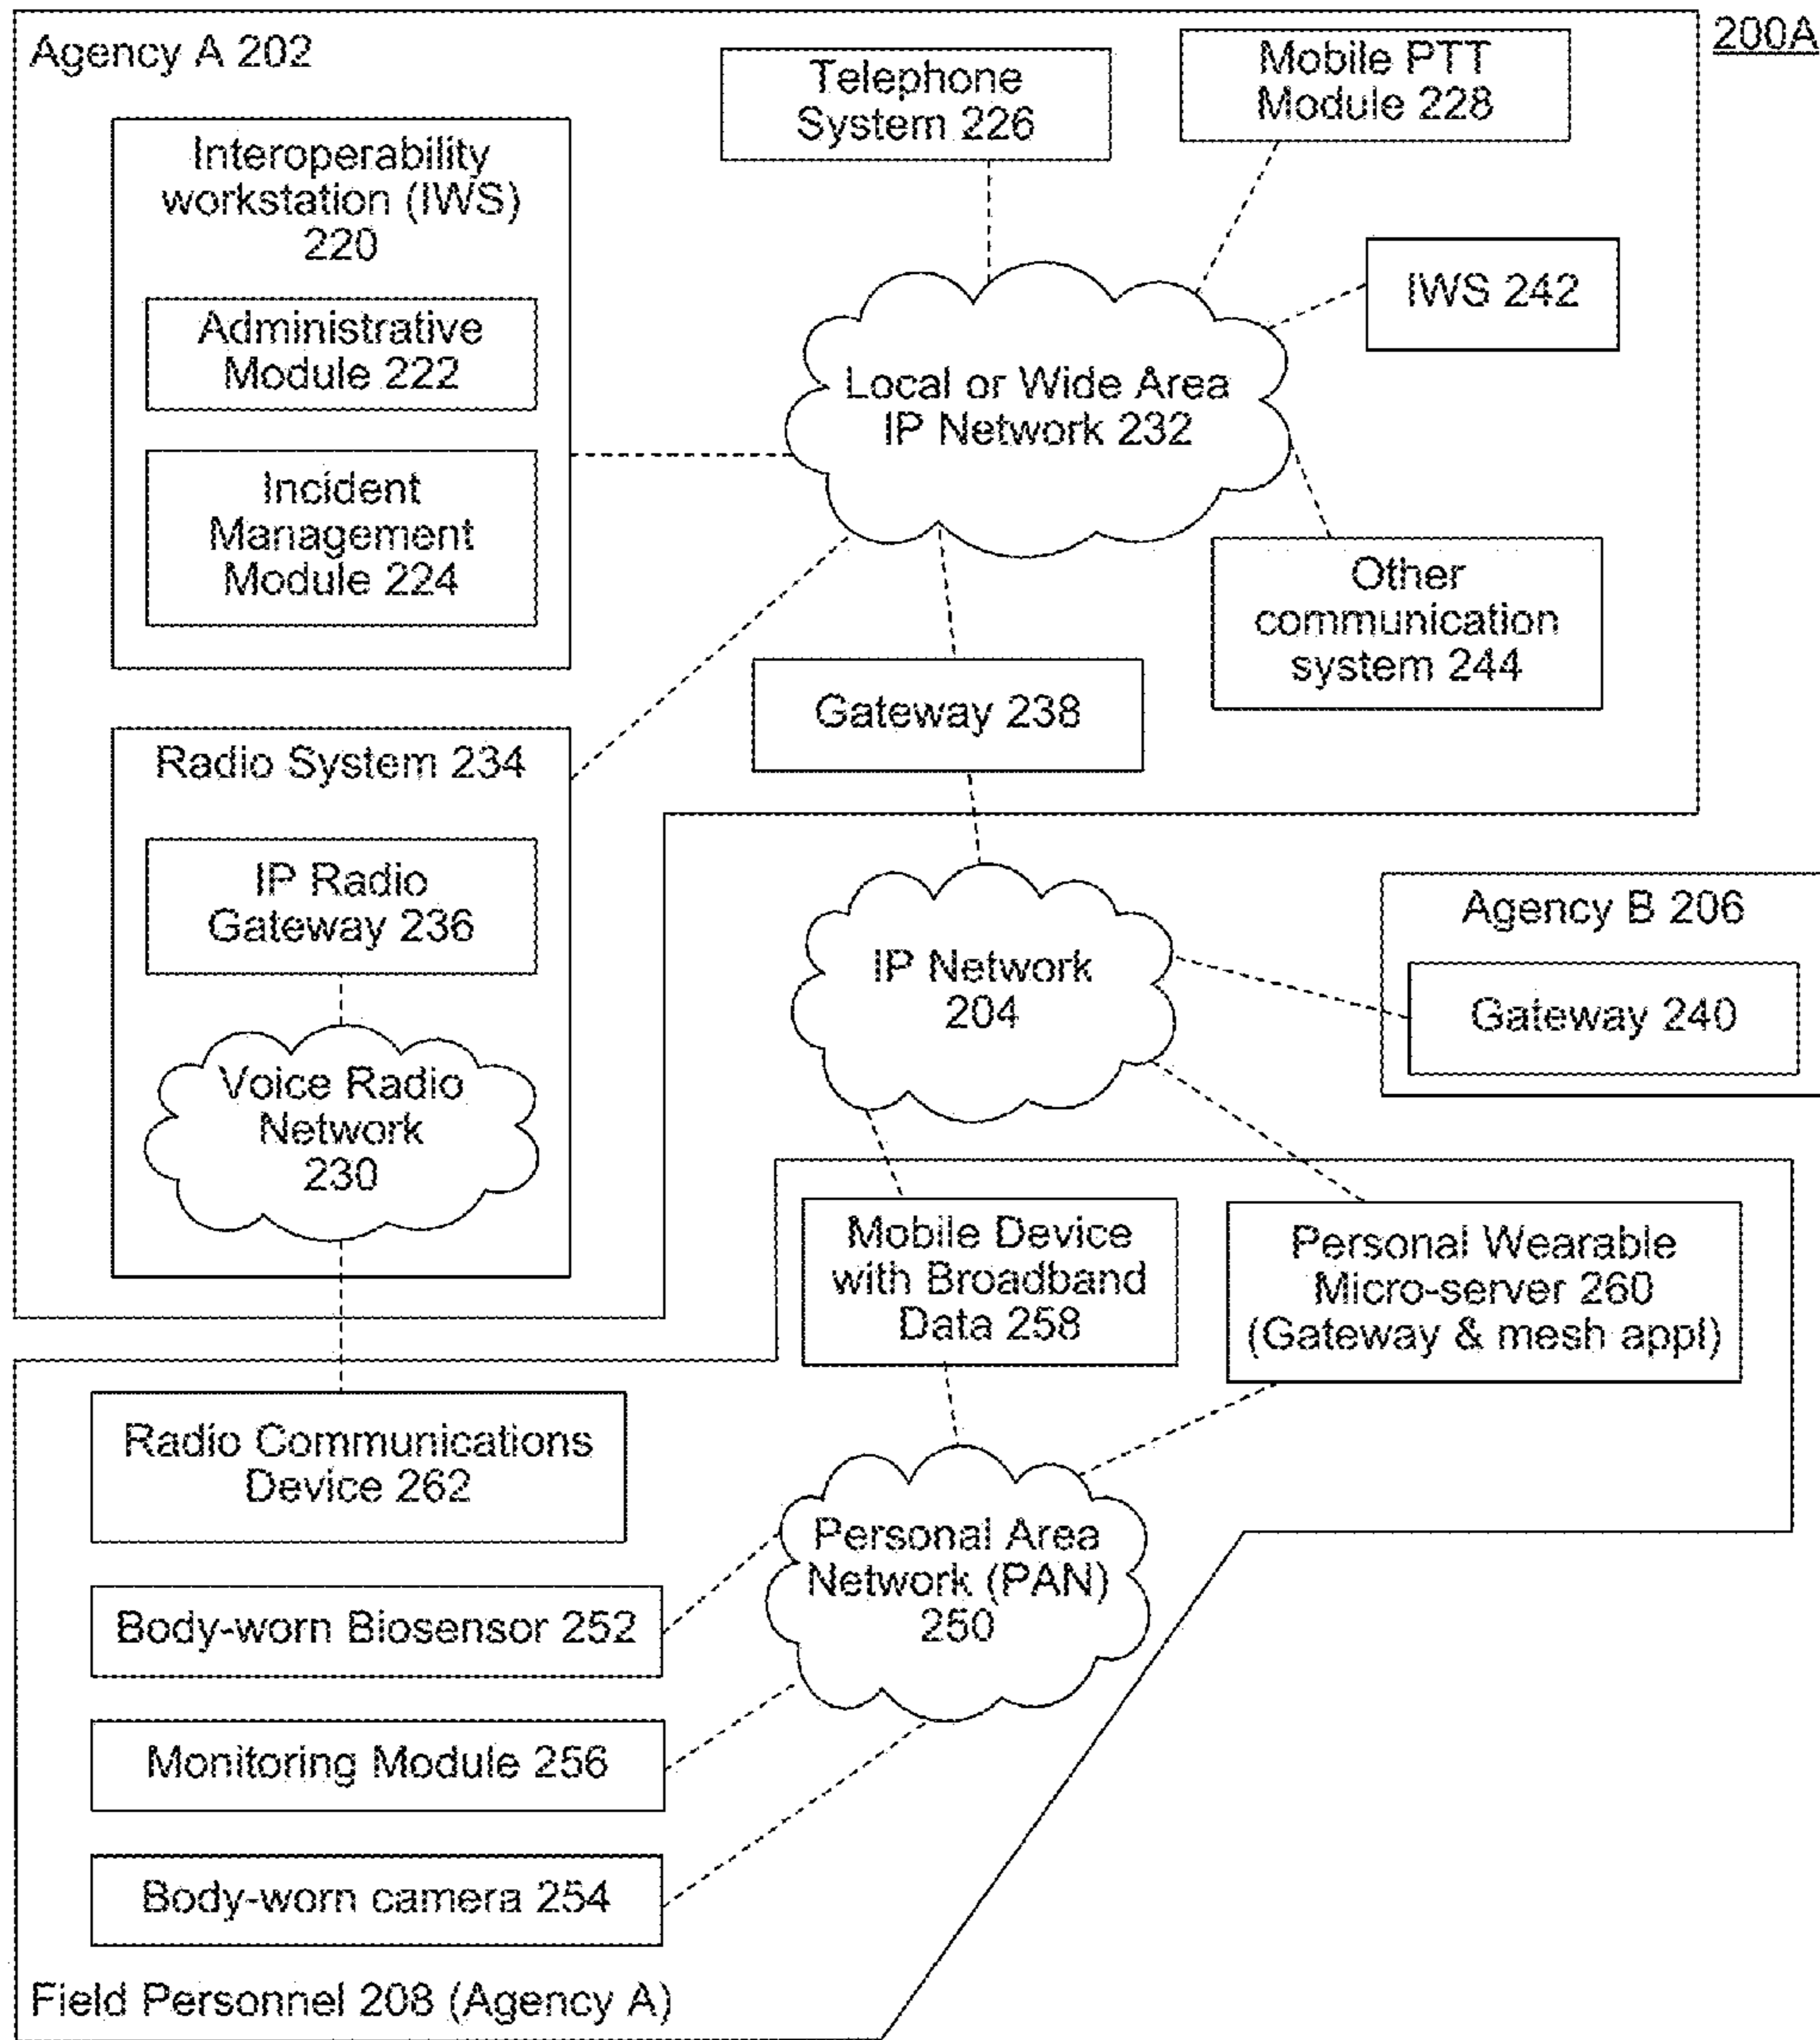 200A
Agency A 202
Telephone
System 226
Mobile PTT
Module 228
Interoperability
workstation (IWS)
220
Administrative
Module 222
Incident
Management
Module 224
IWS 242
Local or Wide Area
IP Network 232
Other
communication
system 244
Gateway 238
Radio System 234
IP Radio
Gateway 236
Voice Radio
Network
230
IP Network
204
Agency B 206
Gateway 240
Mobile Device
with Broadband
Data 258
Personal Wearable
Micro-server 260
(Gateway & mesh appl)
Radio Communications
Device 262
Personal Area
Network (PAN)
250
Body-worn Biosensor 252
Monitoring Module 256
Body-worn camera 254
Field Personnel 208 (Agency A)